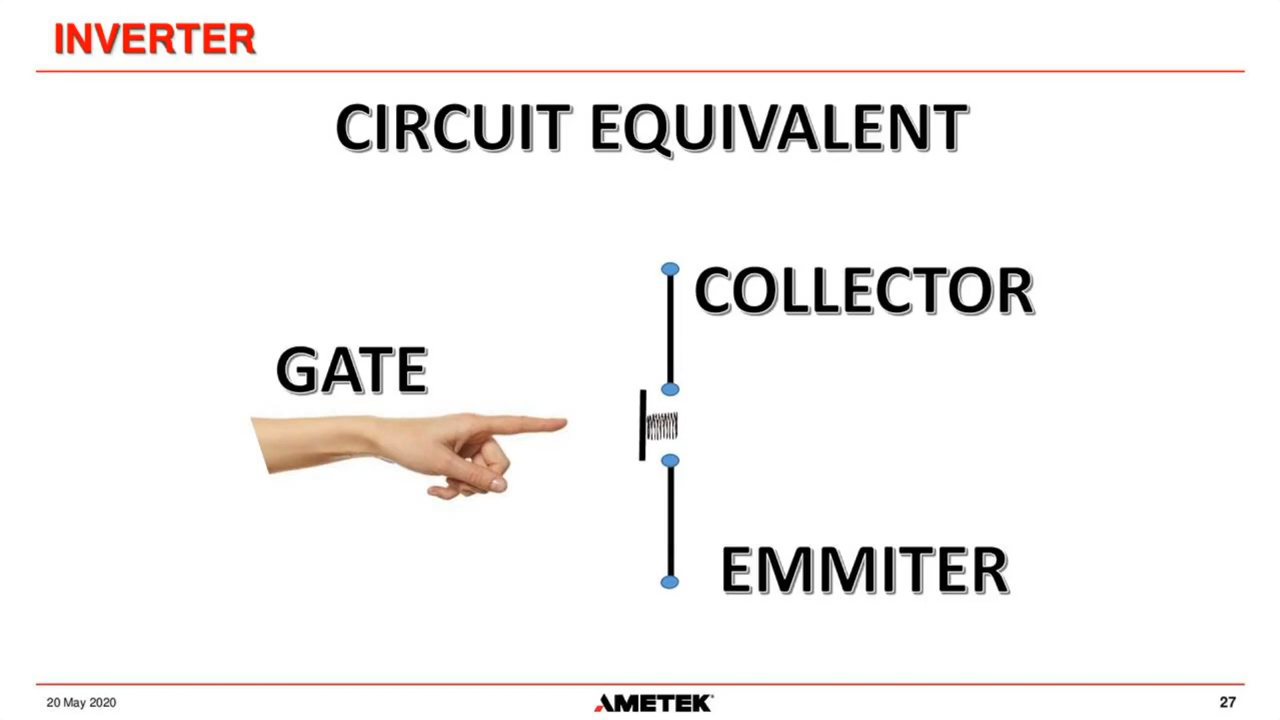 INVERTER
CIRCUIT EQUIVALENT
COLLECTOR
GATE
EMMITER
20 May 2020
AMETEK
27